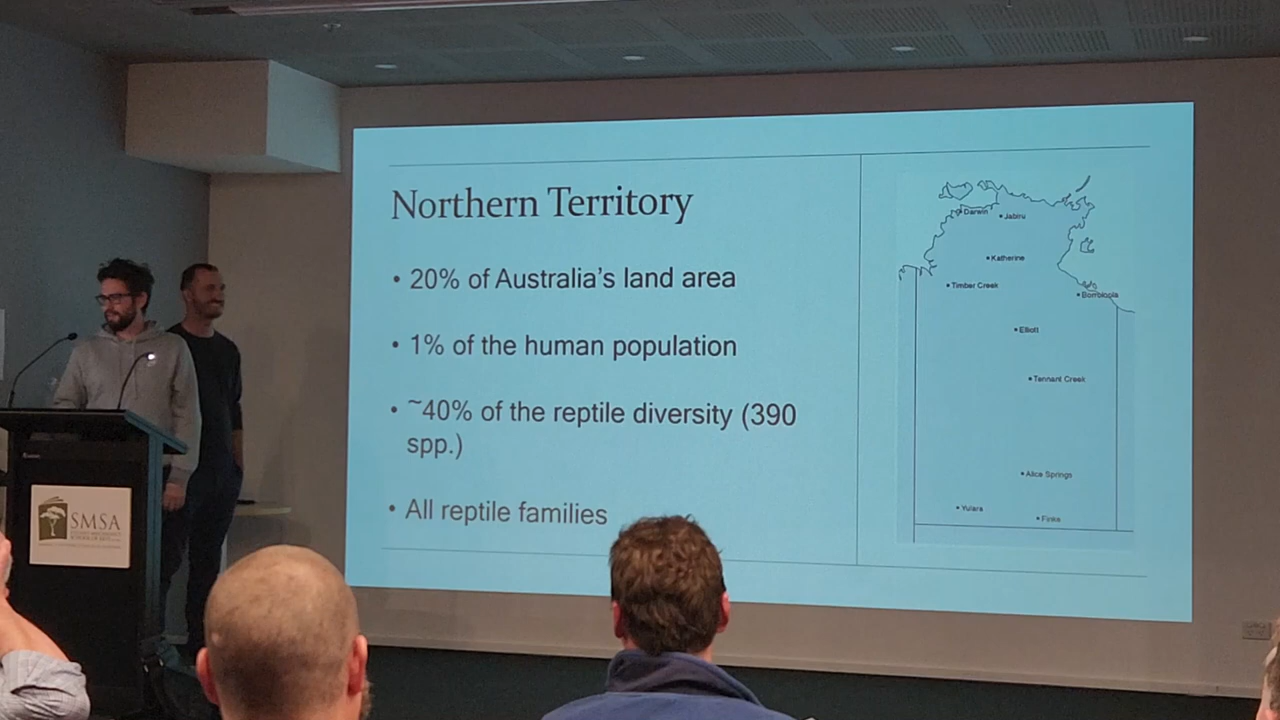 Northern Territory
• 20% of Australia's land area
• 1% of the human population
• ~40% of the reptile diversity (390
spp.)
• All reptile families
Darwin
Jabiru
Katherine
Timber Creek
Borroloola
Elliott
Tennant Creek
Alice Springs
Yulara
Finke
SMSA